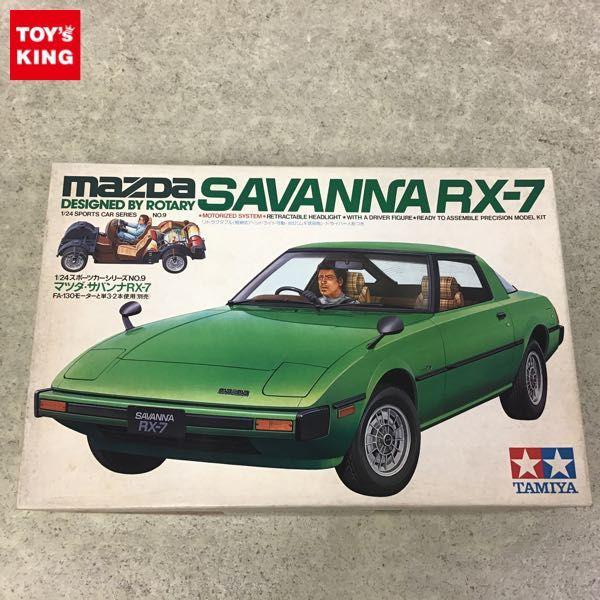 TOY's
KING
mazda
DESIGNED BY ROTARY
SAVANNA RX-7
1/24 SPORTS CAR SERIES NO.9
★MOTORIZED SYSTEM★RETRACTABLE HEADLIGHT★WITH A DRIVER FIGURE★READY TO ASSEMBLE PRECISION MODEL KIT
1/24スポーツカーシリーズNO.9
マツダ・サバンナRX-7
FA-130モーターと単3・2本使用(別売)
mazda
SAVANNA
RX-7
TAMIYA